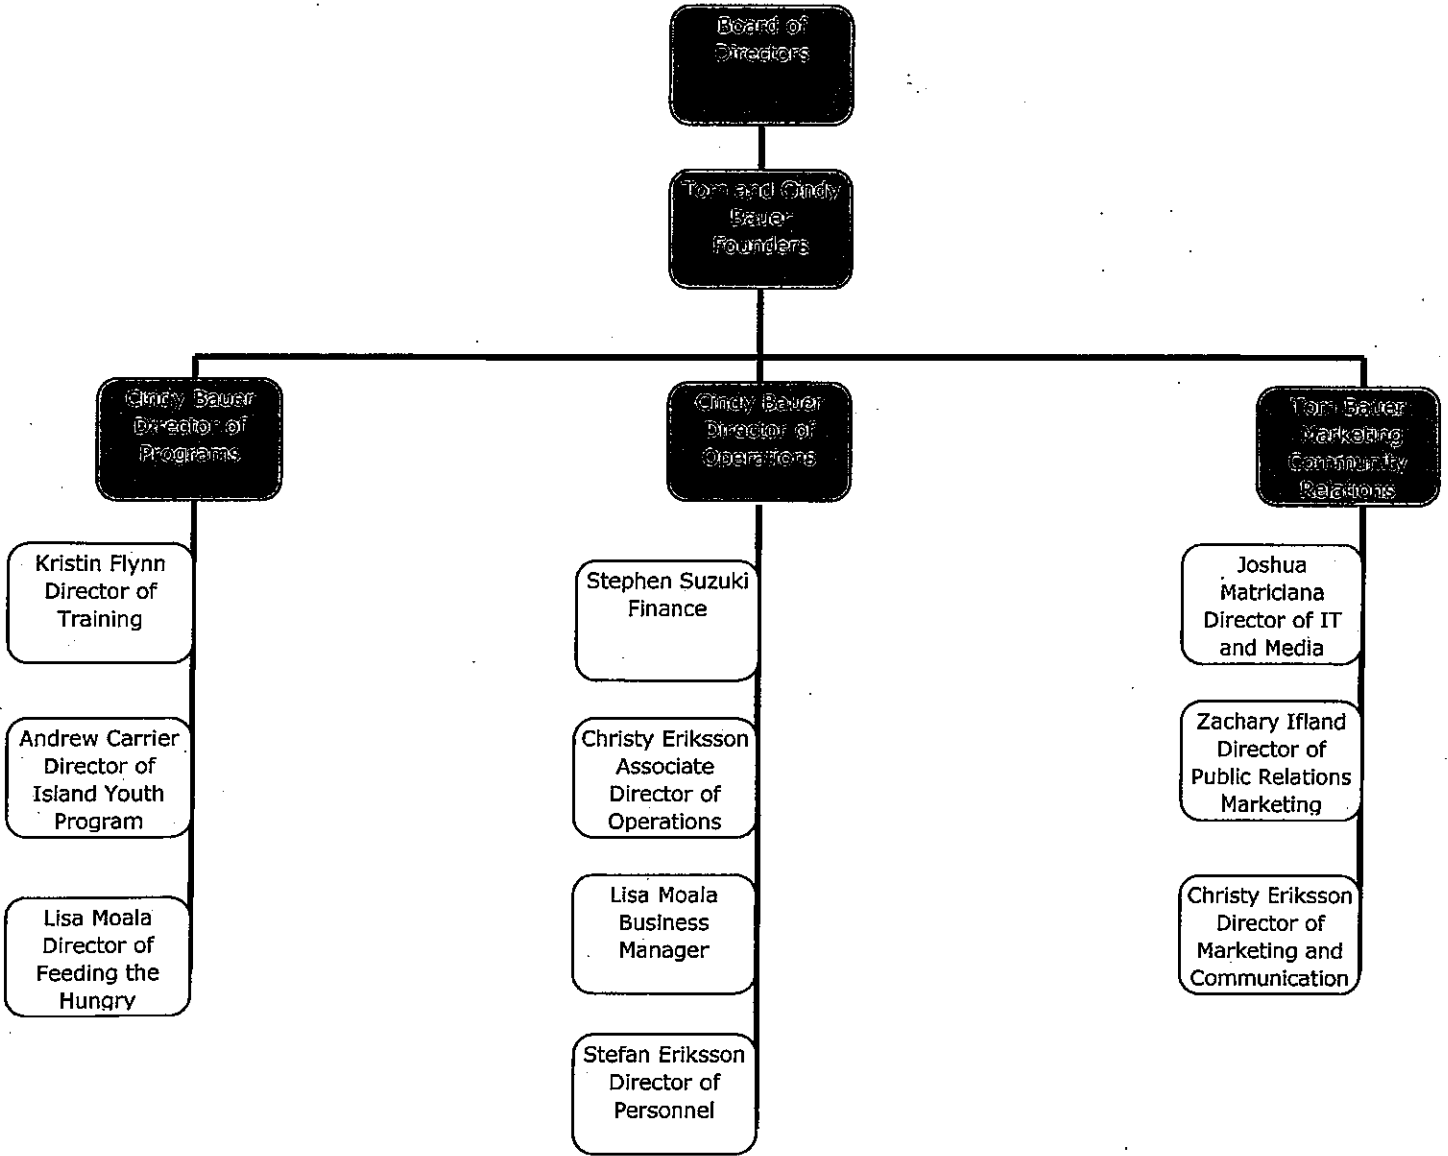 Board of
Directors
Tom and Cindy
Bauer
Founders
Cindy Bauer
Director of
Programs
Cindy Bauer
Director of
Operations
Tom Bauer
Marketing
Community
Relations
Kristin Flynn
Director of
Training
Andrew Carrier
Director of
Island Youth
Program
Lisa Moala
Director of
Feeding the
Hungry
Stephen Suzuki
Finance
Christy Eriksson
Associate
Director of
Operations
Lisa Moala
Business
Manager
Stefan Eriksson
Director of
Personnel
Joshua
Matriciana
Director of IT
and Media
Zachary Ifland
Director of
Public Relations
Marketing
Christy Eriksson
Director of
Marketing and
Communication